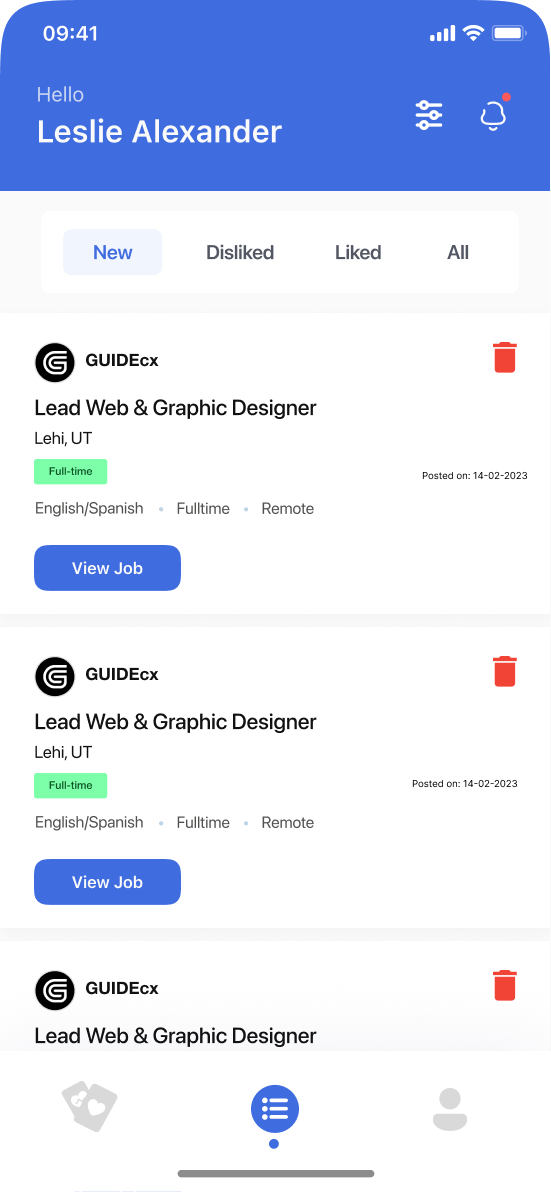 09:41
Hello
Leslie Alexander
New Disliked Liked All
GUIDEcx
Lead Web & Graphic Designer
Lehi, UT
Full-time
Posted on: 14-02-2023
English/Spanish • Fulltime • Remote
View Job
GUIDEcx
Lead Web & Graphic Designer
Lehi, UT
Full-time
Posted on: 14-02-2023
English/Spanish • Fulltime • Remote
View Job
GUIDEcx
Lead Web & Graphic Designer